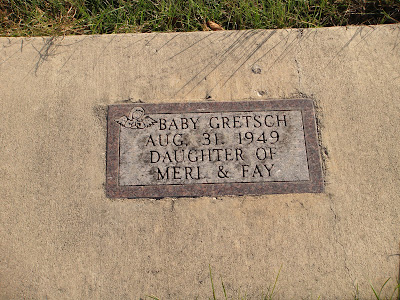 BABY GRETSCH
AUG. 31. 1949
DAUGHTER OF
MERL & FAY